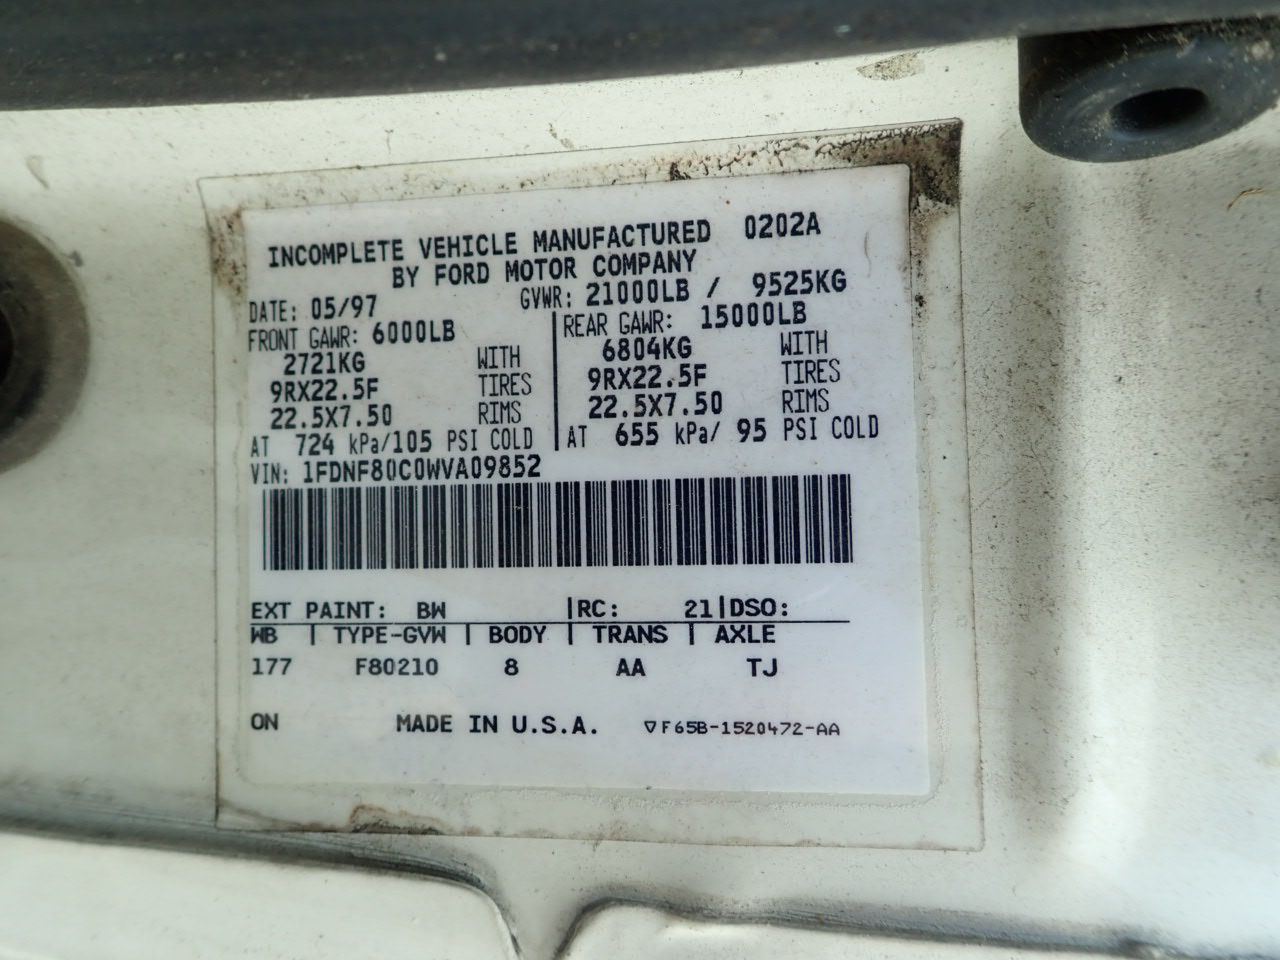 INCOMPLETE VEHICLE MANUFACTURED 0202A
BY FORD MOTOR COMPANY
DATE: 05/97 GVWR: 21000LB / 9525KG
FRONT GAWR: 6000LB REAR GAWR: 15000LB
2721KG WITH 6804KG WITH
9RX22.5F TIRES 9RX22.5F TIRES
22.5X7.50 RIMS 22.5X7.50 RIMS
AT 724 kPa/105 PSI COLD AT 655 kPa/ 95 PSI COLD
VIN: 1FDNF80C0WVA09852
EXT PAINT: BW |RC: 21|DSO:
WB | TYPE-GVW | BODY | TRANS | AXLE
177 F80210 8 AA TJ
ON MADE IN U.S.A. ▽F65B-1520472-AA